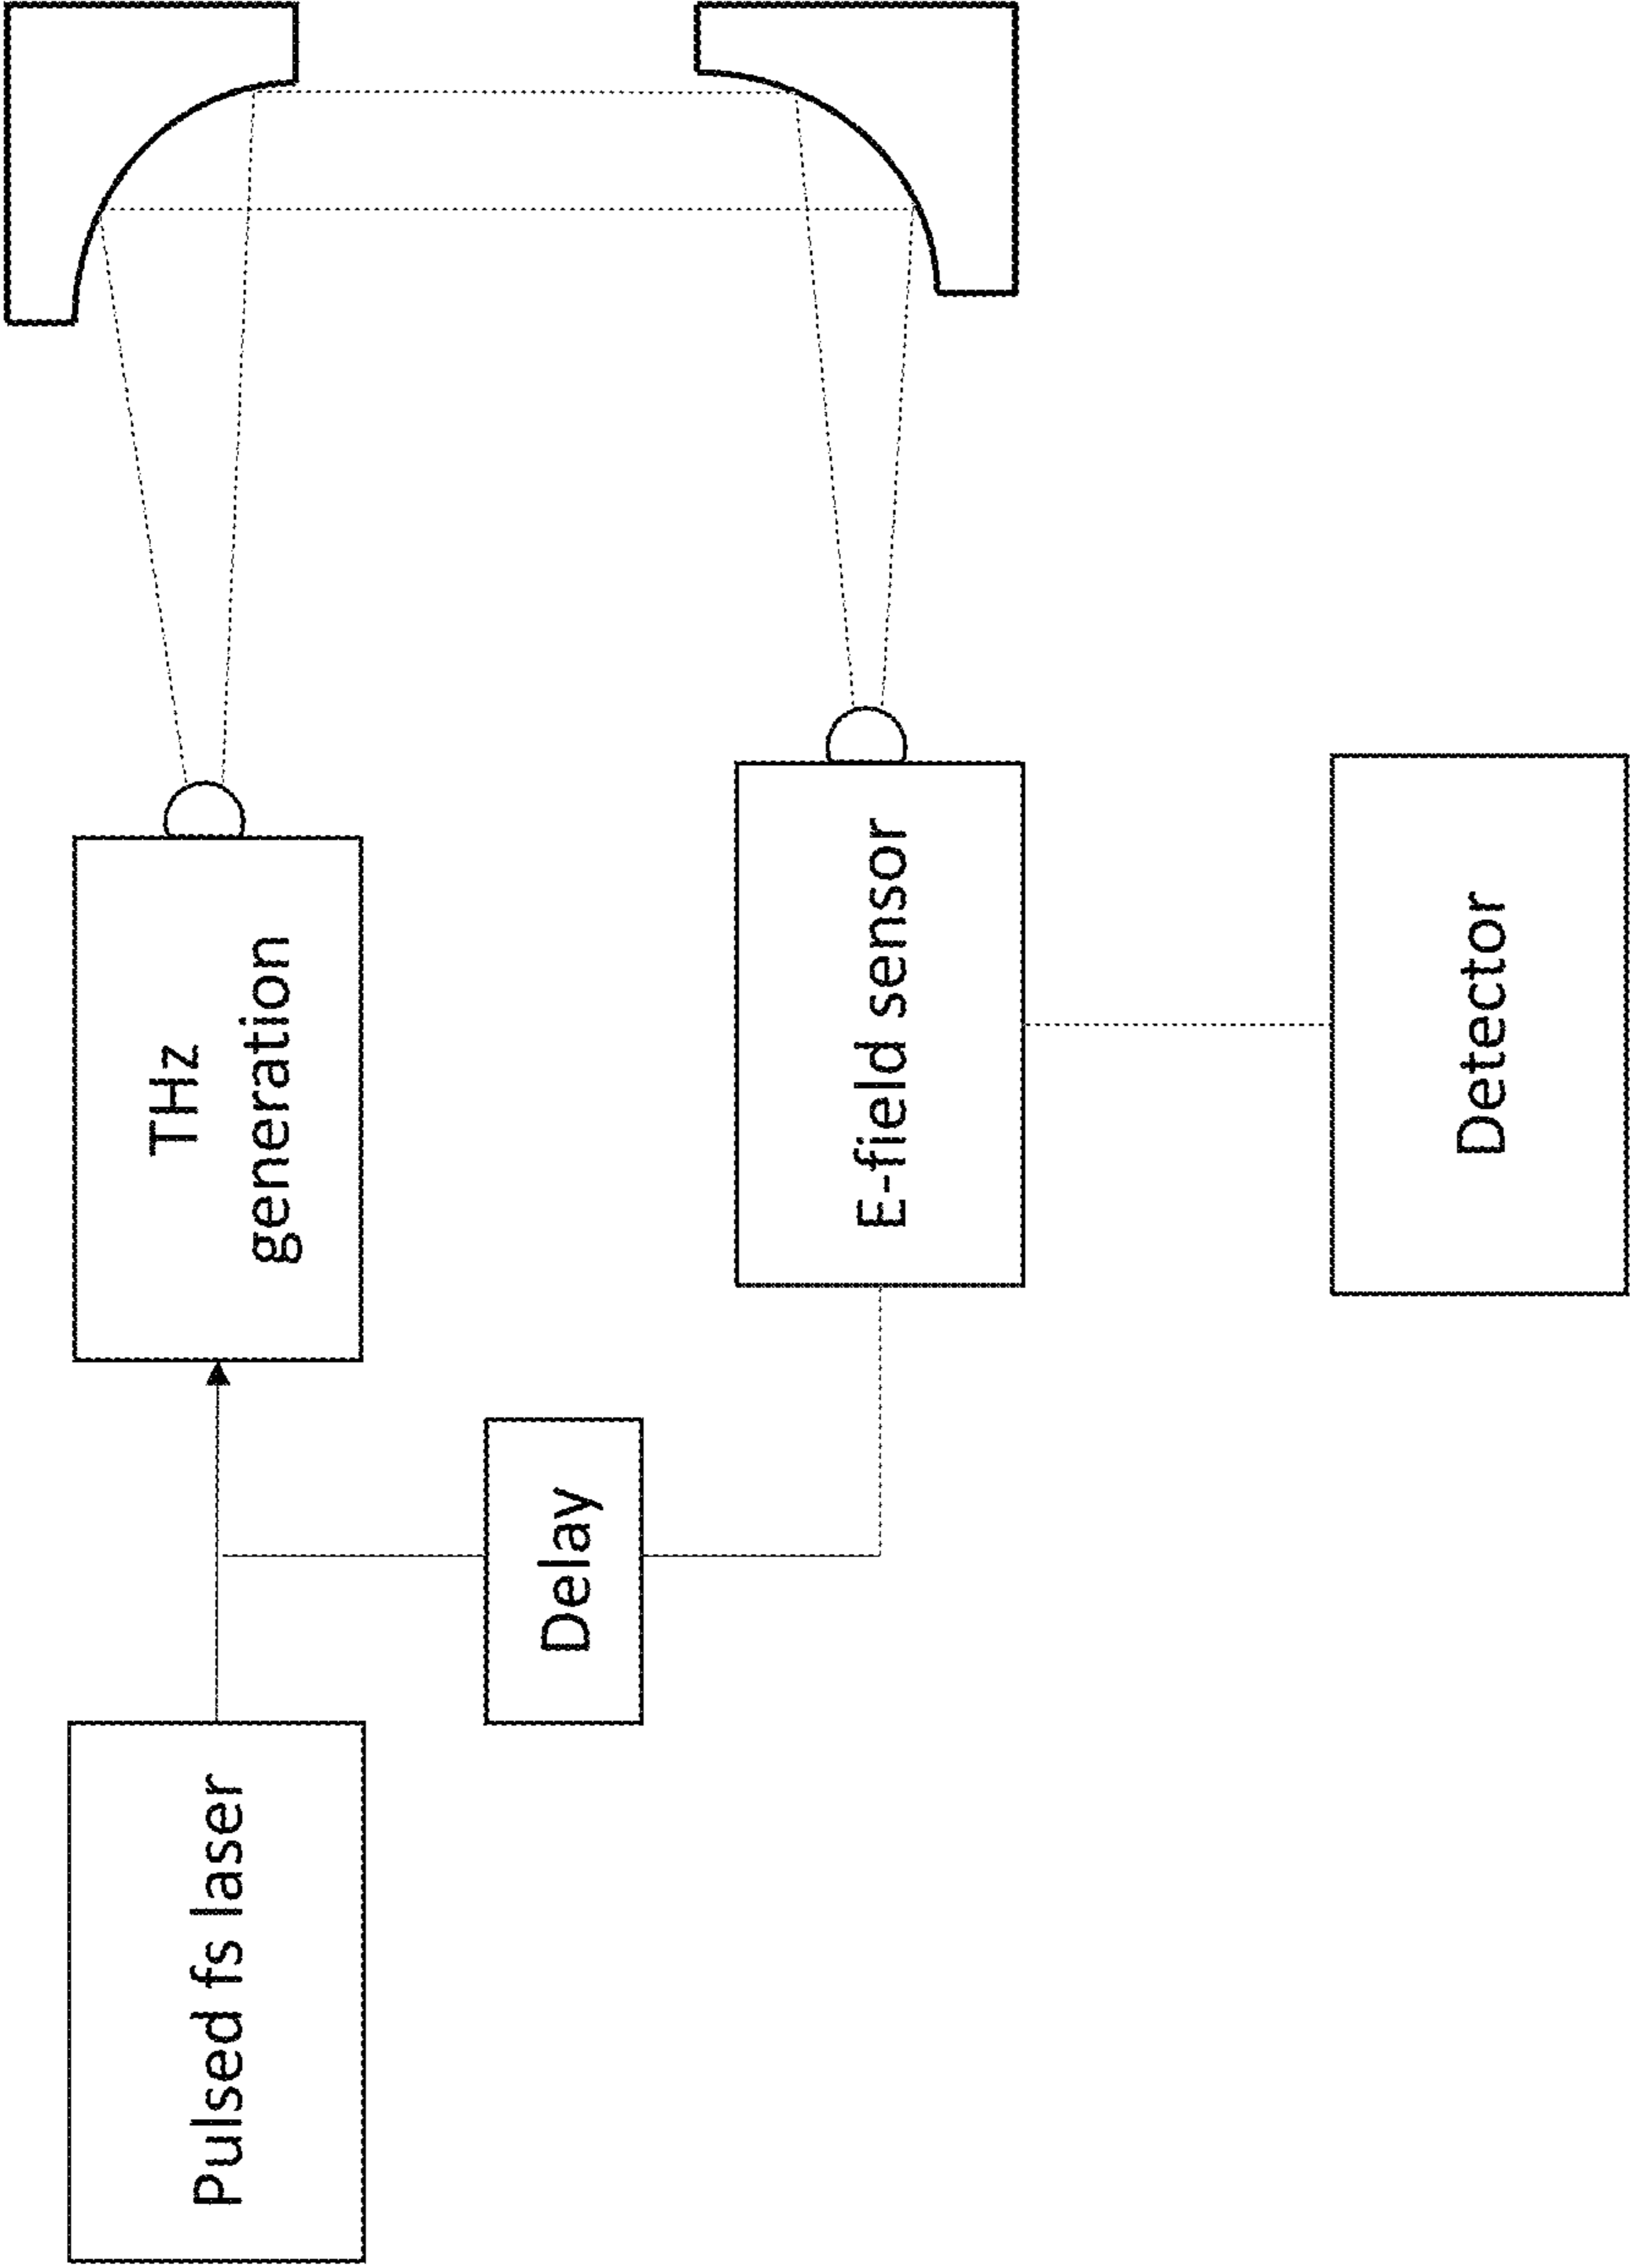 Pulsed fs laser
THz
generation
Delay
E-field sensor
Detector